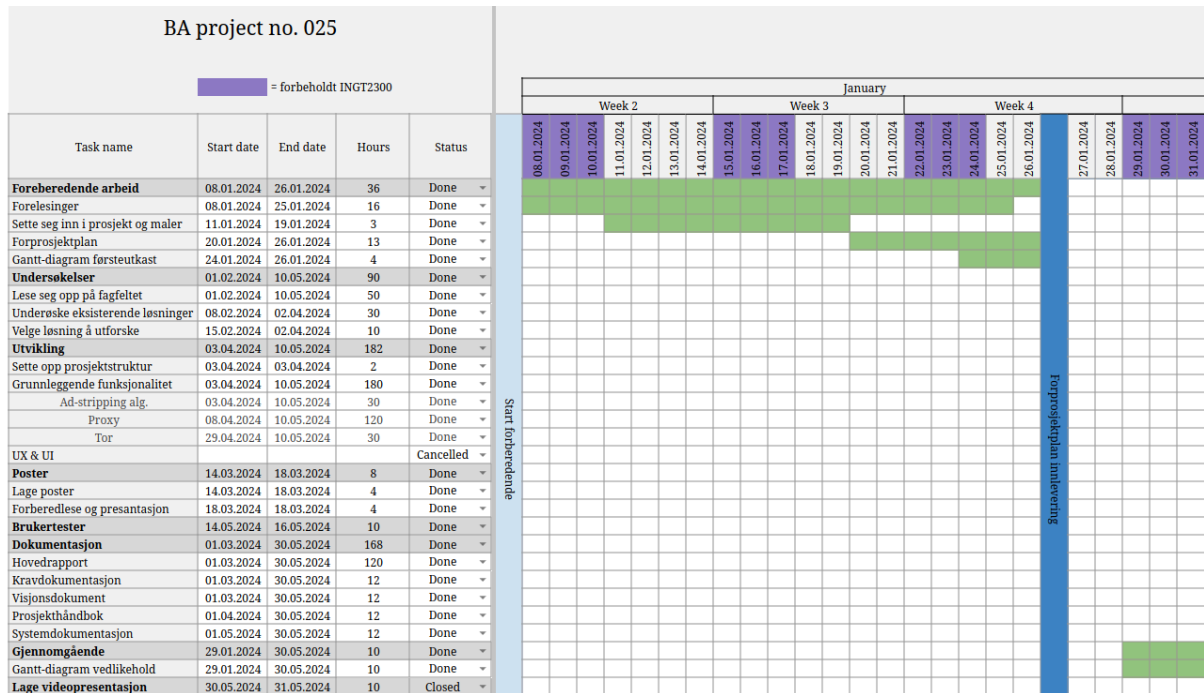 BA project no. 025
= forbeholdt INGT2300
January
Week 2 Week 3 Week 4
Task name Start date End date Hours Status
08.01.2024 09.01.2024 10.01.2024 11.01.2024 12.01.2024 13.01.2024 14.01.2024 15.01.2024 16.01.2024 17.01.2024 18.01.2024 19.01.2024 20.01.2024 21.01.2024 22.01.2024 23.01.2024 24.01.2024 25.01.2024 26.01.2024 27.01.2024 28.01.2024 29.01.2024 30.01.2024 31.01.2024
Foreberedende arbeid 08.01.2024 26.01.2024 36 Done
Forelesinger 08.01.2024 25.01.2024 16 Done
Sette seg inn i prosjekt og maler 11.01.2024 19.01.2024 3 Done
Forprosjektplan 20.01.2024 26.01.2024 13 Done
Gantt-diagram førsteutkast 24.01.2024 26.01.2024 4 Done
Undersøkelser 01.02.2024 10.05.2024 90 Done
Lese seg opp på fagfeltet 01.02.2024 10.05.2024 50 Done
Underøske eksisterende løsninger 08.02.2024 02.04.2024 30 Done
Velge løsning å utforske 15.02.2024 02.04.2024 10 Done
Utvikling 03.04.2024 10.05.2024 182 Done
Sette opp prosjektstruktur 03.04.2024 03.04.2024 2 Done
Grunnleggende funksjonalitet 03.04.2024 10.05.2024 180 Done
Ad-stripping alg. 03.04.2024 10.05.2024 30 Done
Proxy 08.04.2024 10.05.2024 120 Done
Tor 29.04.2024 10.05.2024 30 Done
UX & UI Cancelled
Poster 14.03.2024 18.03.2024 8 Done
Lage poster 14.03.2024 18.03.2024 4 Done
Forberedlese og presantasjon 18.03.2024 18.03.2024 4 Done
Brukertester 14.05.2024 16.05.2024 10 Done
Dokumentasjon 01.03.2024 30.05.2024 168 Done
Hovedrapport 01.03.2024 30.05.2024 120 Done
Kravdokumentasjon 01.03.2024 30.05.2024 12 Done
Visjonsdokument 01.03.2024 30.05.2024 12 Done
Prosjekthåndbok 01.04.2024 30.05.2024 12 Done
Systemdokumentasjon 01.05.2024 30.05.2024 12 Done
Gjennomgående 29.01.2024 30.05.2024 10 Done
Gantt-diagram vedlikehold 29.01.2024 30.05.2024 10 Done
Lage videopresentasjon 30.05.2024 31.05.2024 10 Closed
Start forberedende
Forprosjektplan innlevering